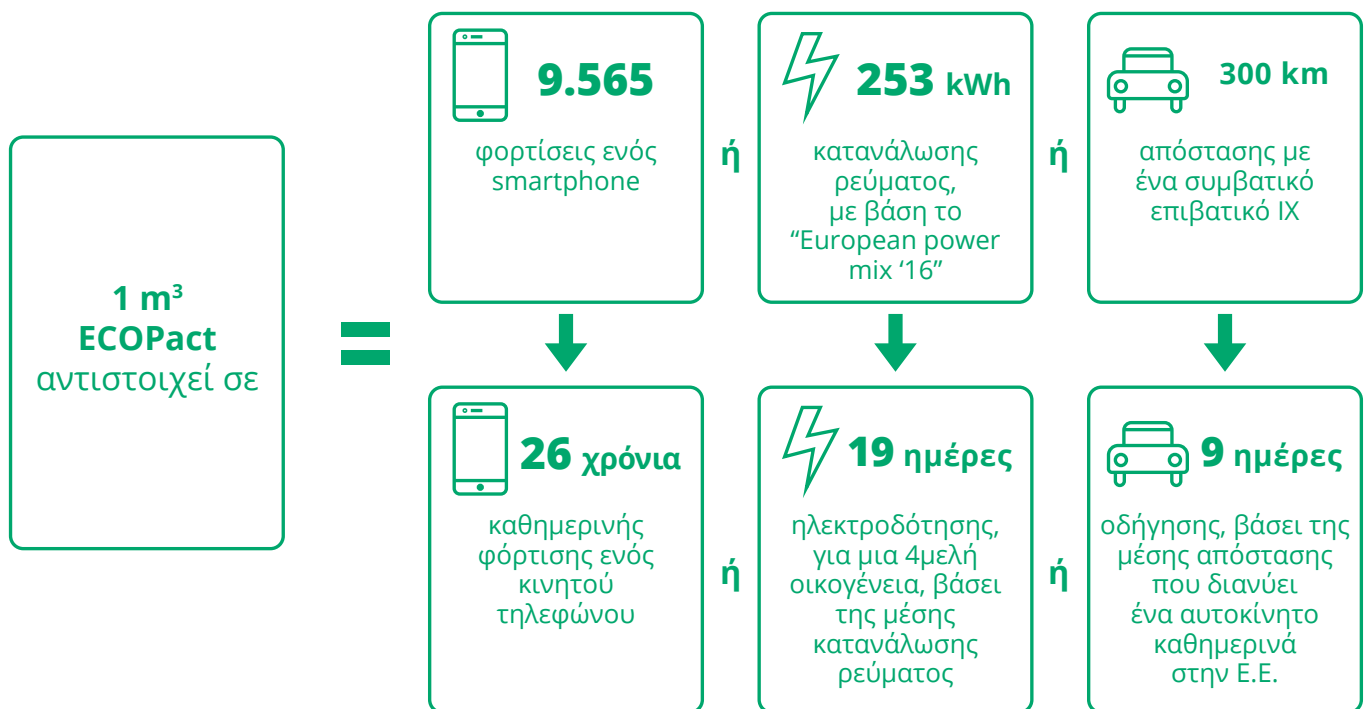 1 m³
ECOPact
αντιστοιχεί σε
9.565
φορτίσεις ενός
smartphone
ή
253 kWh
κατανάλωσης
ρεύματος,
με βάση το
“European power
mix ‘16”
ή
300 km
απόστασης με
ένα συμβατικό
επιβατικό ΙΧ
26 χρόνια
καθημερινής
φόρτισης ενός
κινητού
τηλεφώνου
ή
19 ημέρες
ηλεκτροδότησης,
για μια 4μελή
οικογένεια, βάσει
της μέσης
κατανάλωσης
ρεύματος
ή
9 ημέρες
οδήγησης, βάσει της
μέσης απόστασης
που διανύει
ένα αυτοκίνητο
καθημερινά
στην Ε.Ε.